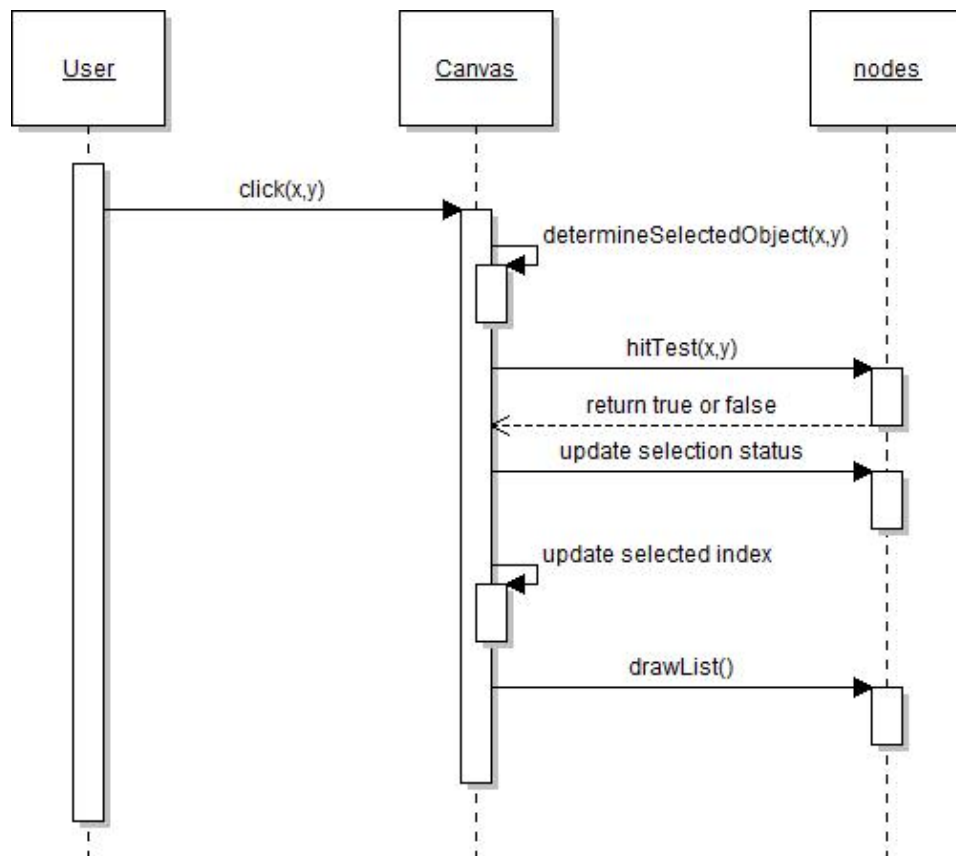 User
Canvas
nodes
click(x,y)
determineSelectedObject(x,y)
hitTest(x,y)
return true or false
update selection status
update selected index
drawList()